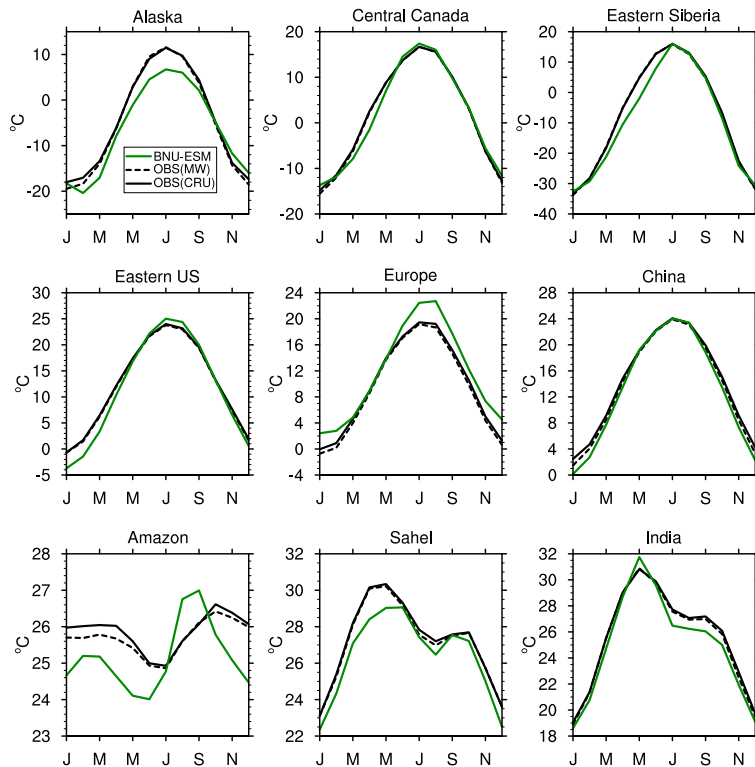 Alaska
Central Canada
Eastern Siberia
10
0
-10
-20
°C
BNU-ESM
OBS(MW)
OBS(CRU)
J M M J S N
20
10
0
-10
-20
°C
J M M J S N
20
10
0
-10
-20
-30
-40
°C
J M M J S N
Eastern US
Europe
China
30
25
20
15
10
5
0
-5
°C
J M M J S N
24
20
16
12
8
4
0
-4
°C
J M M J S N
28
24
20
16
12
8
4
0
°C
J M M J S N
Amazon
Sahel
India
28
27
26
25
24
23
°C
J M M J S N
32
30
28
26
24
22
°C
J M M J S N
32
30
28
26
24
22
20
18
°C
J M M J S N